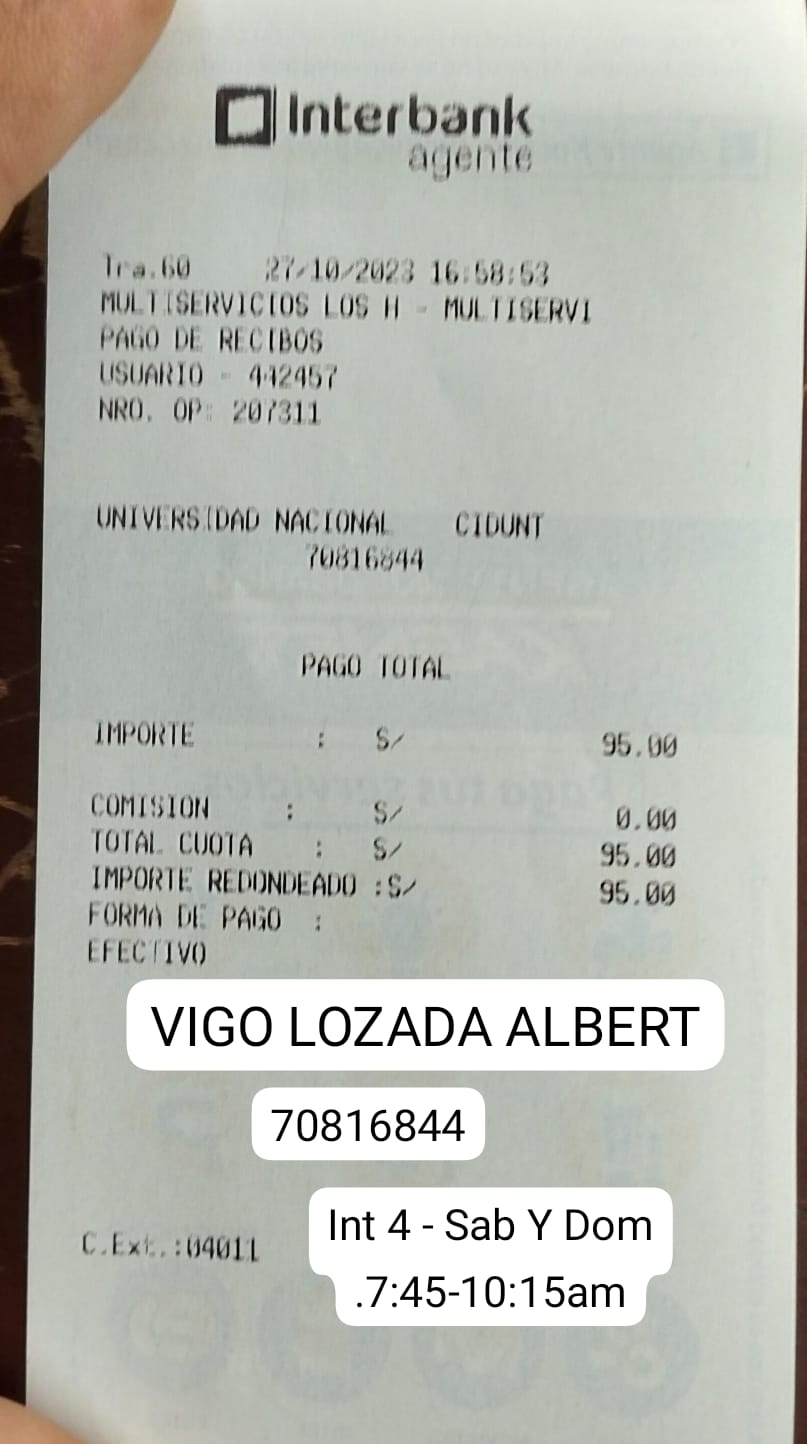 Interbank
agente
Tra.60 27/10/2023 16:58:53
MULTISERVICIOS LOS H - MULTISERVI
PAGO DE RECIBOS
USUARIO - 442457
NRO. OP: 207311
UNIVERSIDAD NACIONAL CIDUNT
70816844
PAGO TOTAL
IMPORTE : S/ 95.00
COMISION : S/ 0.00
TOTAL CUOTA : S/ 95.00
IMPORTE REDONDEADO :S/ 95.00
FORMA DE PAGO :
EFECTIVO
VIGO LOZADA ALBERT
70816844
Int 4 - Sab Y Dom
.7:45-10:15am
C.Ext.:04011